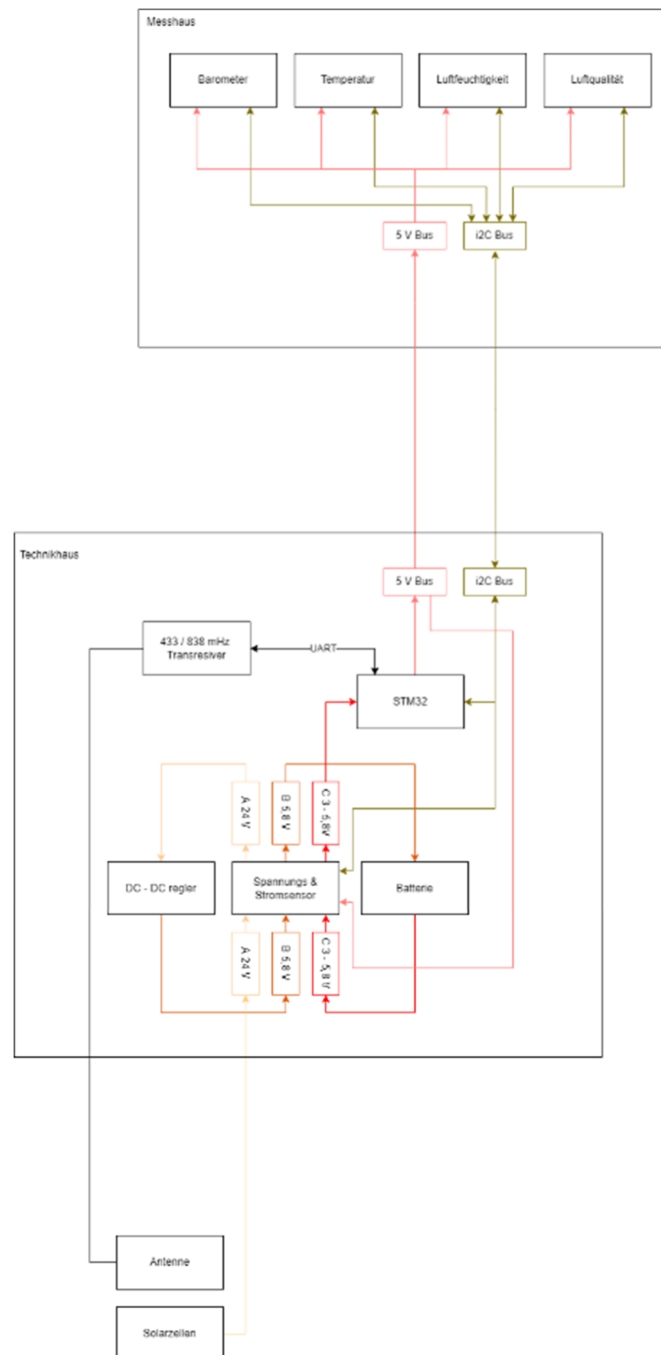 Messhaus
Barometer
Temperatur
Luftfeuchtigkeit
Luftqualität
5 V Bus
i2C Bus
Technikhaus
5 V Bus
i2C Bus
433 / 838 mHz
Transresiver
UART
STM32
A 24 V
B 5,8 V
C 3 - 5,8V
DC - DC regler
Spannungs &
Stromsensor
Batterie
A 24 V
B 5,8 V
C 3 - 5,8 V
Antenne
Solarzellen